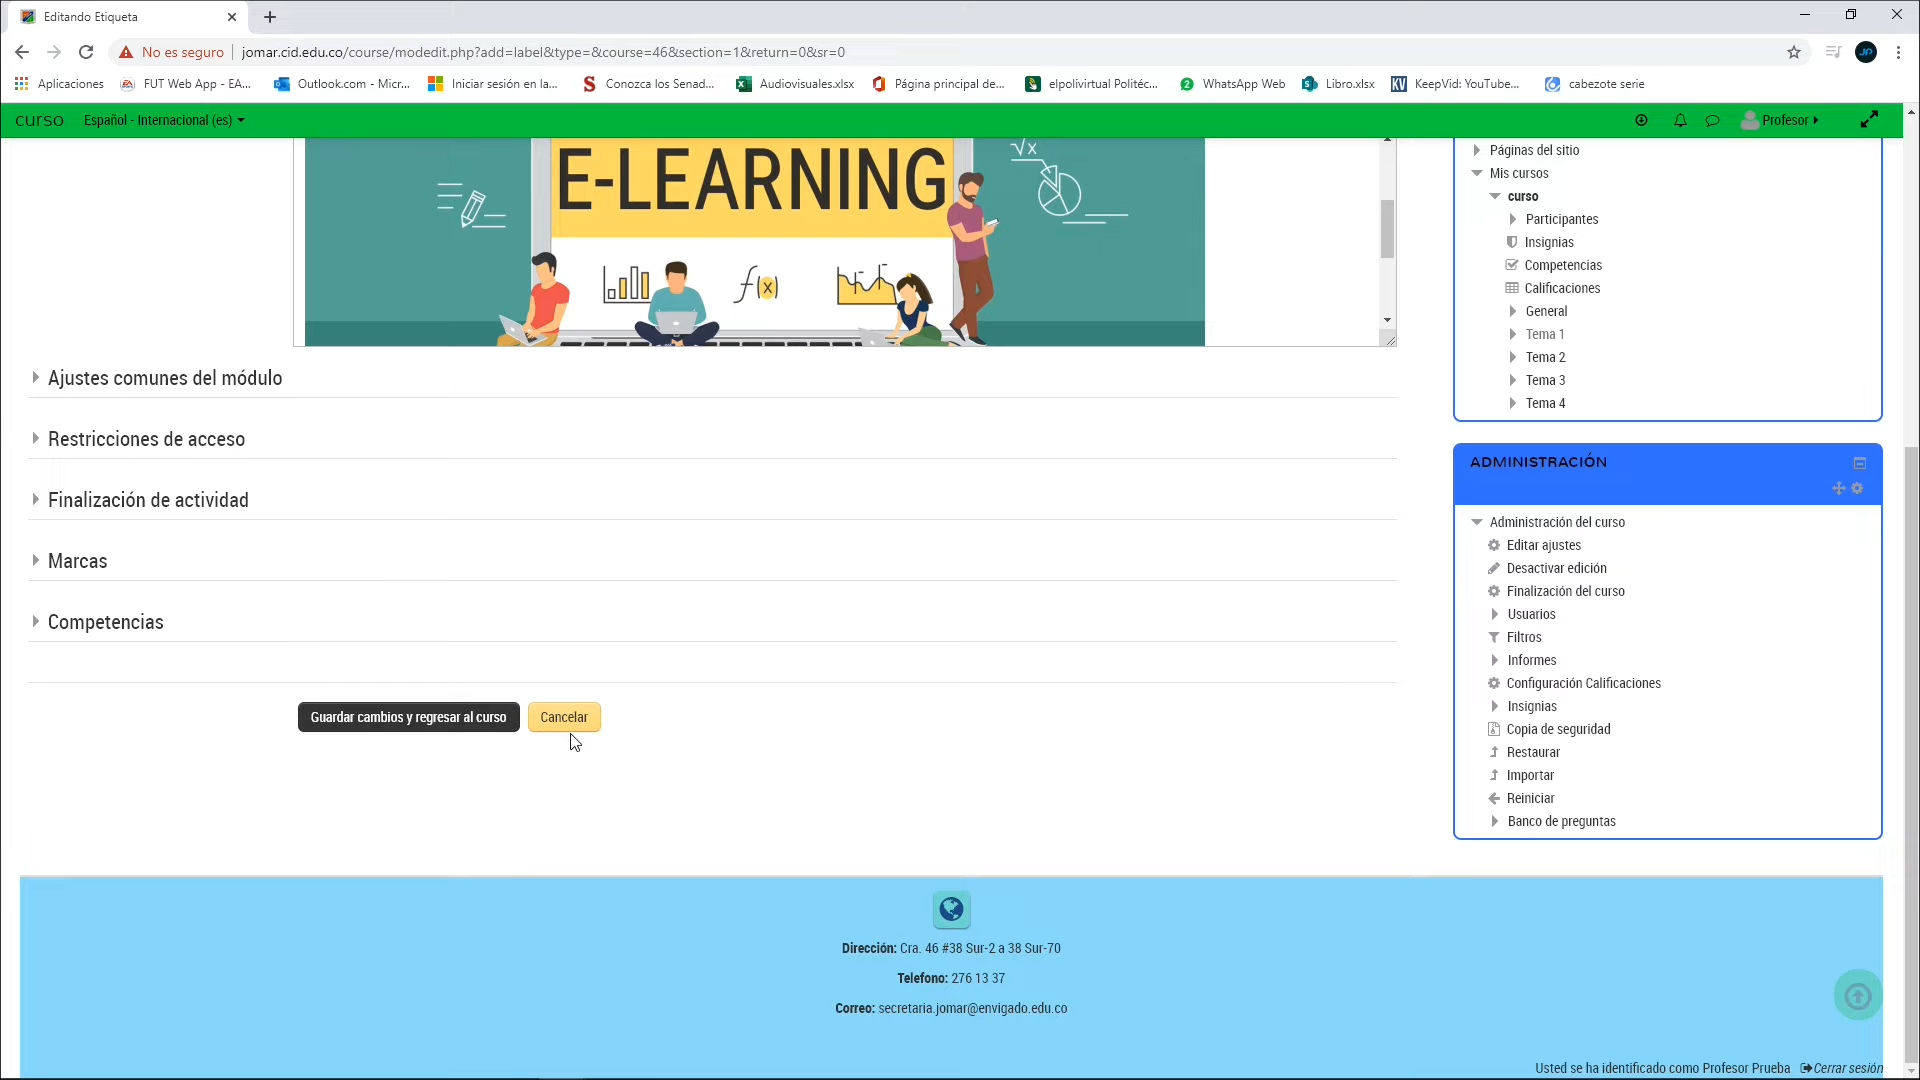 Editando Etiqueta
No es seguro
jomar.cid.edu.co/course/modedit.php?add=label&type=&course=46&section=1&return=0&sr=0
Aplicaciones
FUT Web App - EA...
Outlook.com - Micr...
Iniciar sesión en la...
Conozca los Senad...
Audiovisuales.xlsx
Página principal de...
elpolivirtual Politéc...
WhatsApp Web
Libro.xlsx
KeepVid: YouTube...
cabezote serie
curso
Español - Internacional (es)
Profesor
E-LEARNING
√x
f(x)
Ajustes comunes del módulo
Restricciones de acceso
Finalización de actividad
Marcas
Competencias
Guardar cambios y regresar al curso
Cancelar
Páginas del sitio
Mis cursos
curso
Participantes
Insignias
Competencias
Calificaciones
General
Tema 1
Tema 2
Tema 3
Tema 4
ADMINISTRACIÓN
Administración del curso
Editar ajustes
Desactivar edición
Finalización del curso
Usuarios
Filtros
Informes
Configuración Calificaciones
Insignias
Copia de seguridad
Restaurar
Importar
Reiniciar
Banco de preguntas
Dirección: Cra. 46 #38 Sur-2 a 38 Sur-70
Telefono: 276 13 37
Correo: secretaria.jomar@envigado.edu.co
Usted se ha identificado como Profesor Prueba
Cerrar sesión